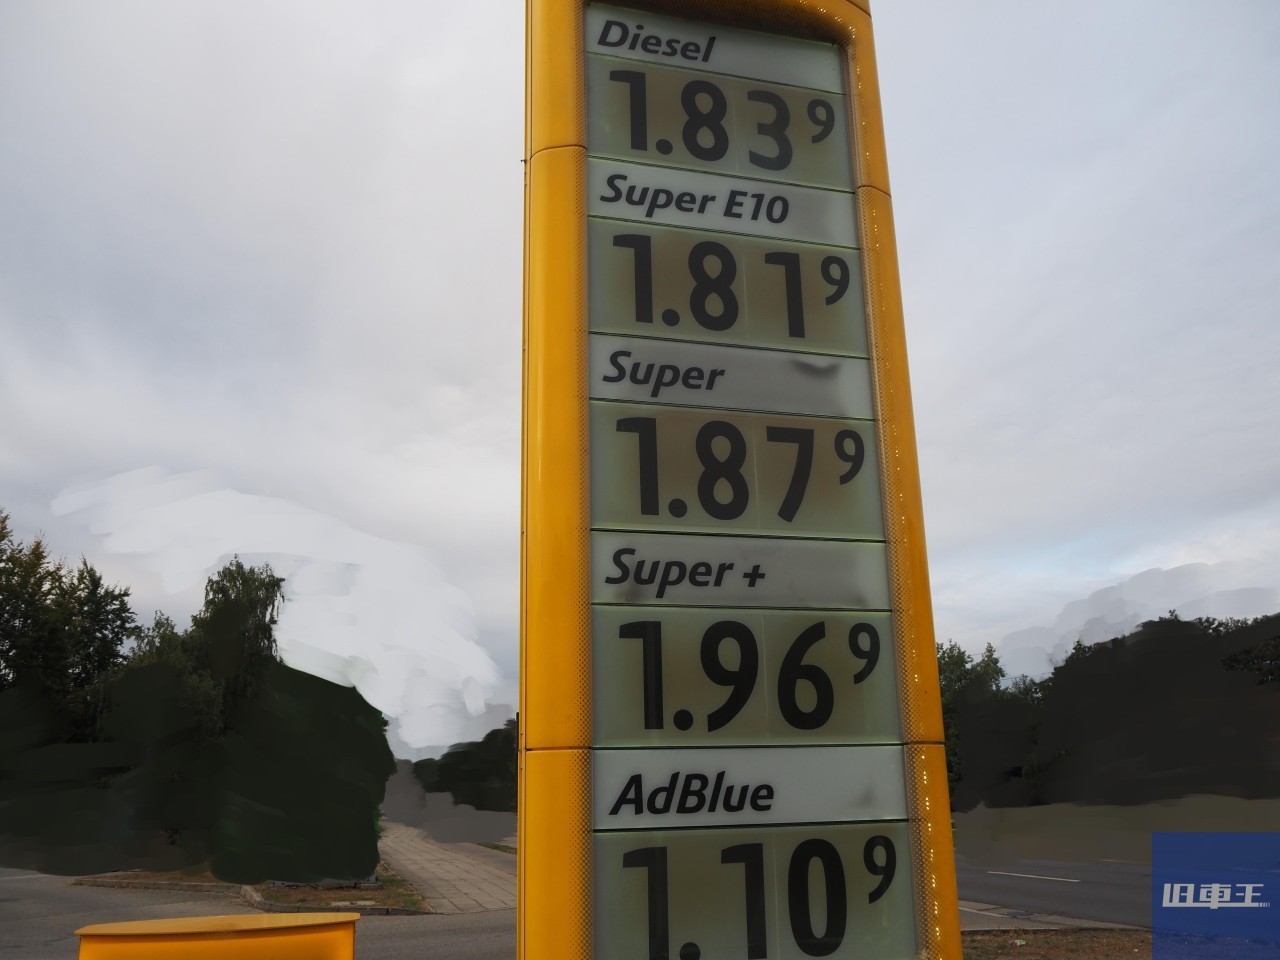 Diesel
1.83⁹
Super E10
1.81⁹
Super
1.87⁹
Super +
1.96⁹
AdBlue
1.10⁹
旧車王